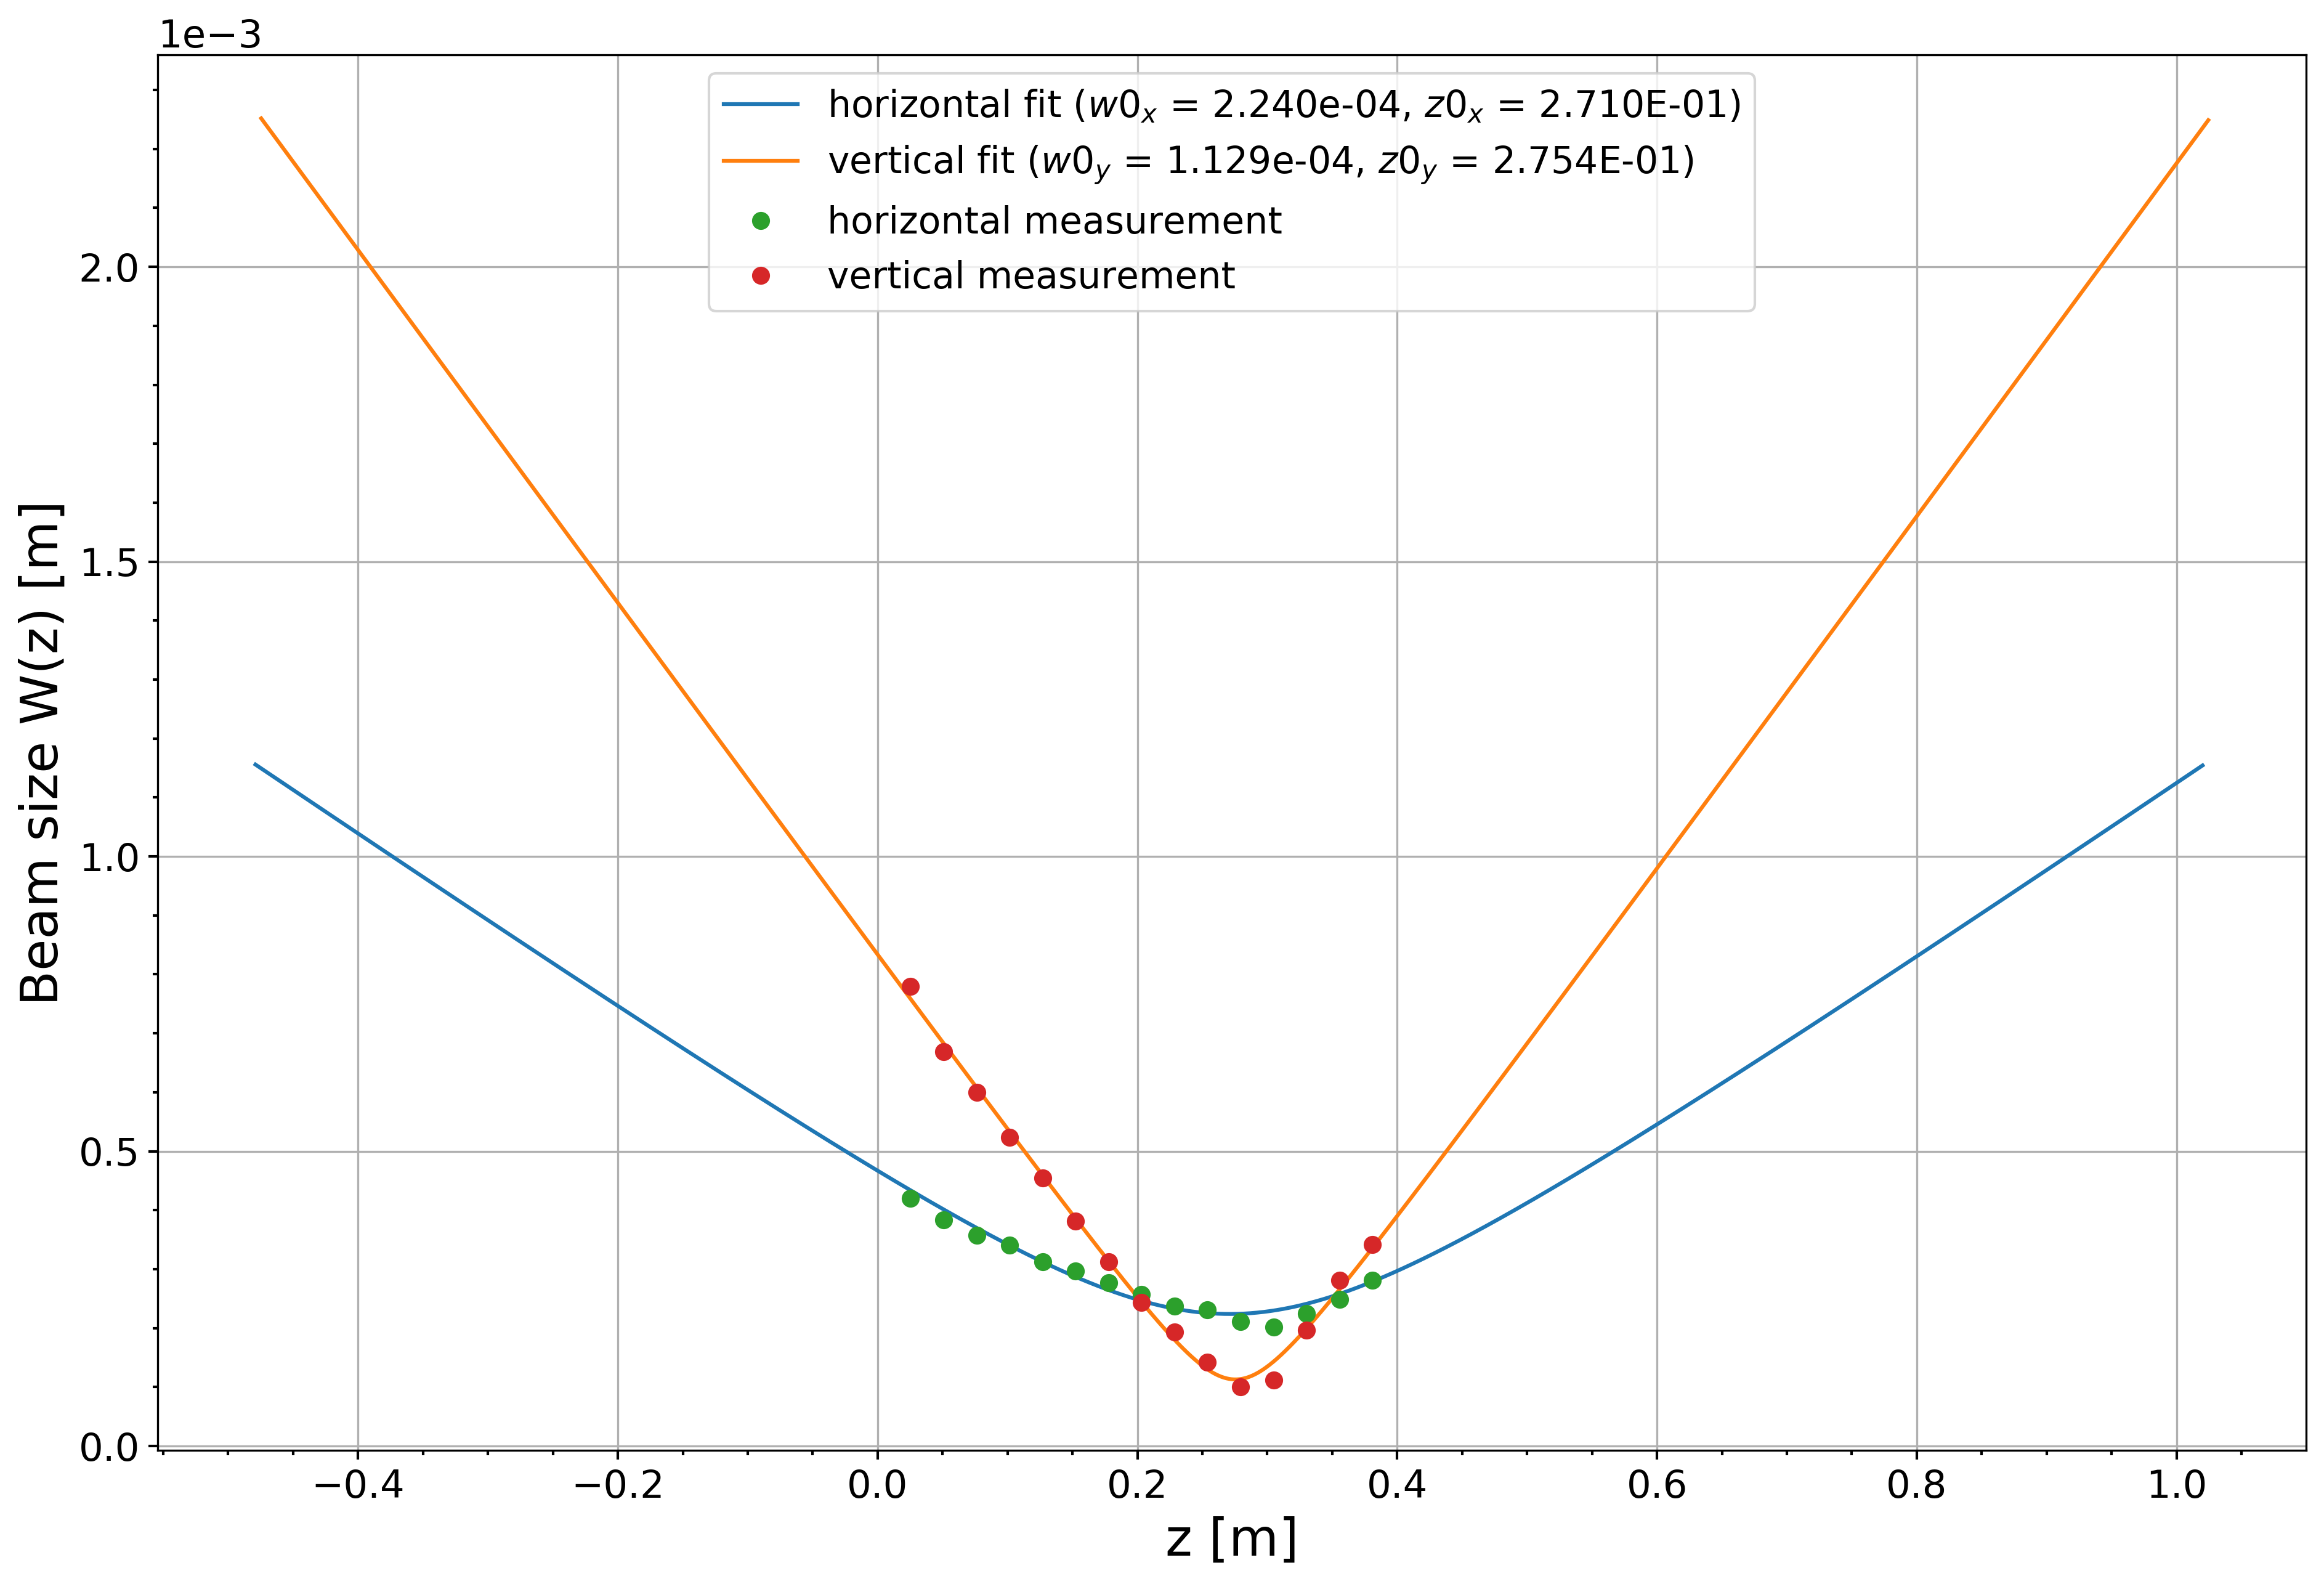 1e−3
horizontal fit (w0ₓ = 2.240e-04, z0ₓ = 2.710E-01)
vertical fit (w0y = 1.129e-04, z0y = 2.754E-01)
horizontal measurement
vertical measurement
2.0
1.5
1.0
0.5
0.0
Beam size W(z) [m]
−0.4 −0.2 0.0 0.2 0.4 0.6 0.8 1.0
z [m]